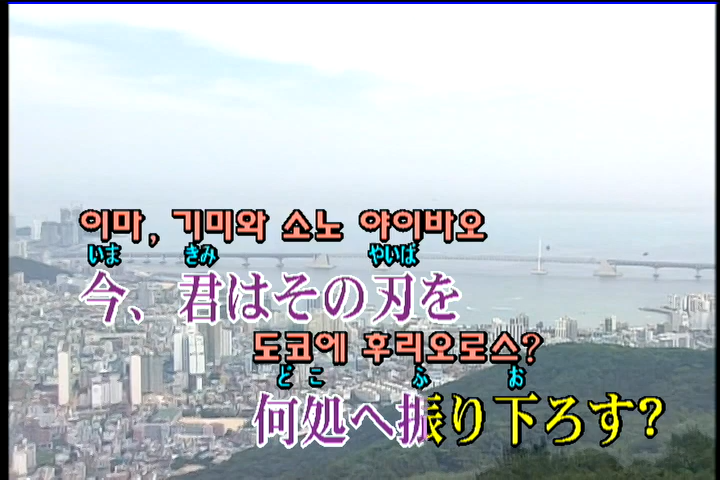 이마, 기미와 소노 야이바오
いま きみ やいば
今、君はその刃を
도코에 후리오로스?
どこ ふ お
何処へ振り下ろす?